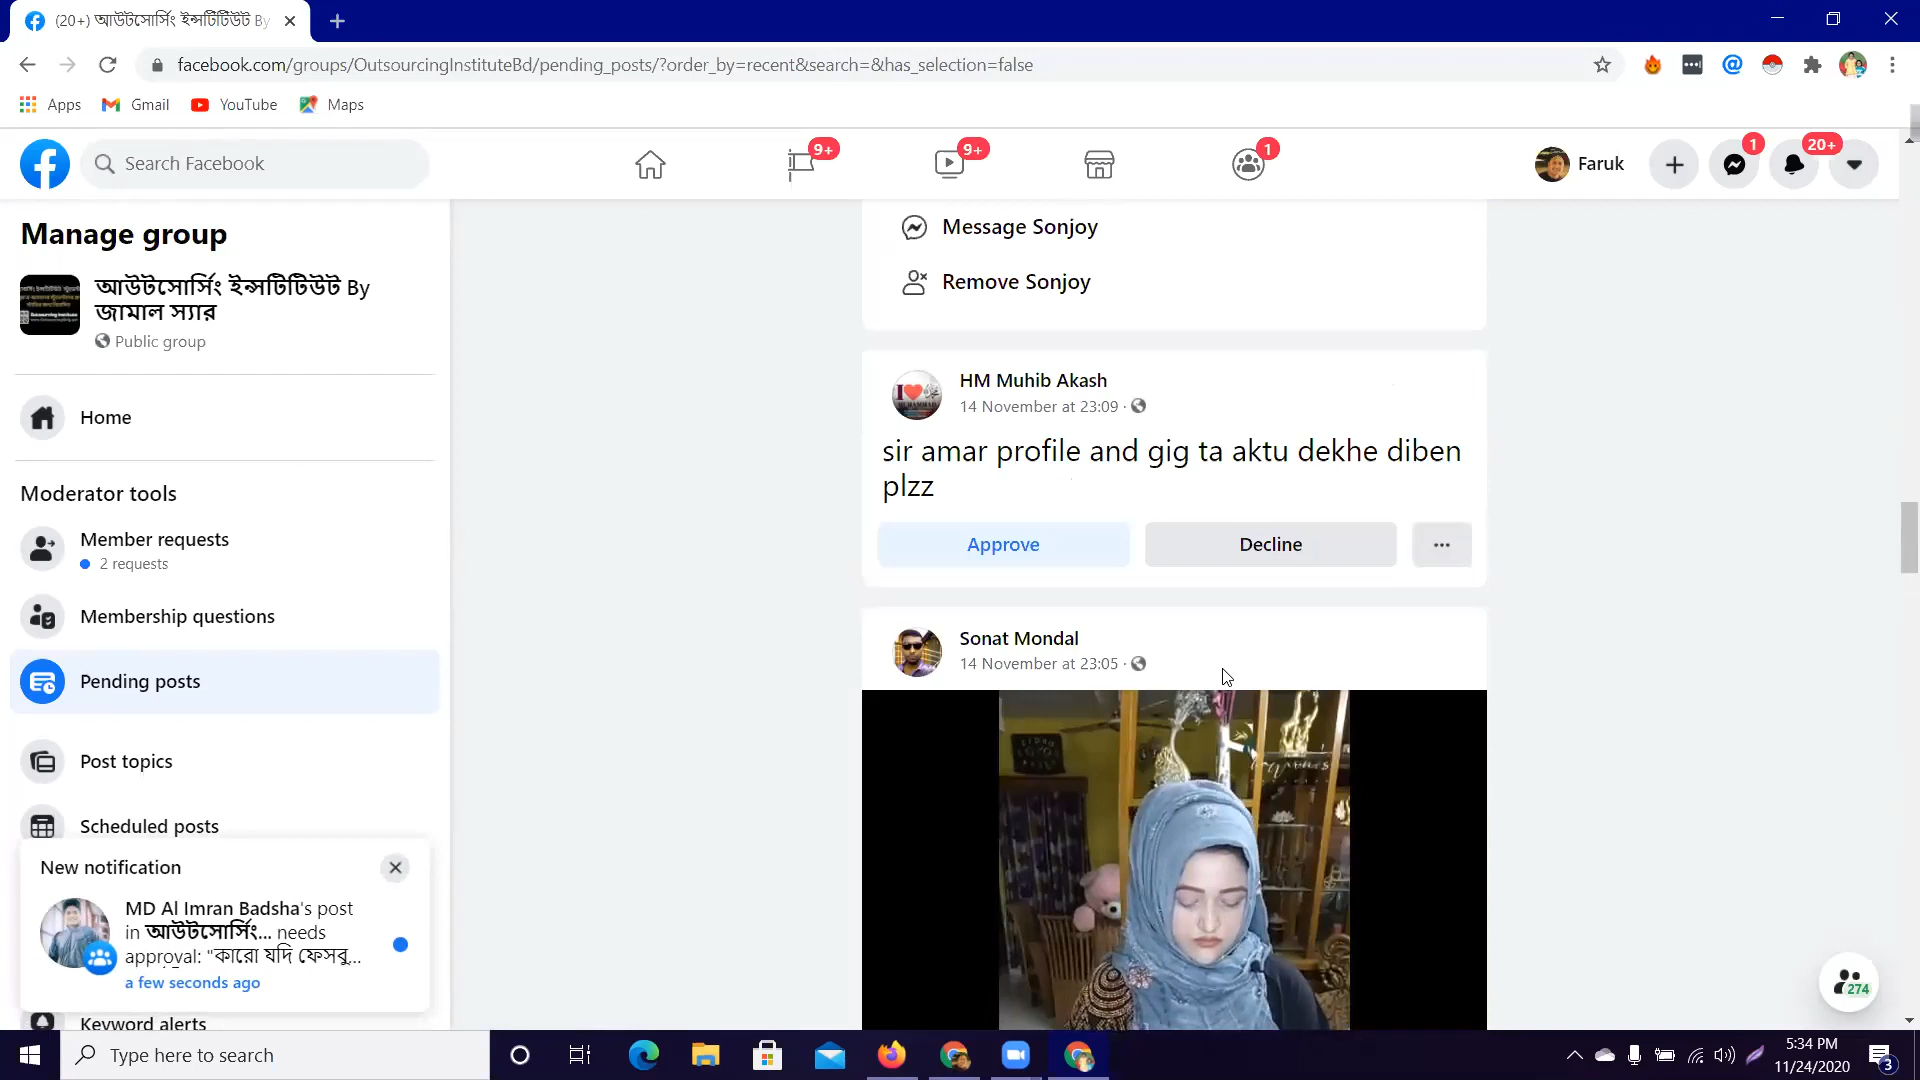 (20+) আউটসোর্সিং ইন্সটিটিউট By
facebook.com/groups/OutsourcingInstituteBd/pending_posts/?order_by=recent&search=&has_selection=false
Apps Gmail YouTube Maps
Search Facebook
9+
9+
1
Faruk
1
20+
Manage group
আউটসোর্সিং ইন্সটিটিউট By
জামাল স্যার
Public group
Home
Moderator tools
Member requests
2 requests
Membership questions
Pending posts
Post topics
Scheduled posts
New notification
MD Al Imran Badsha's post
in আউটসোর্সিং... needs
approval: "কারো যদি ফেসবু...
a few seconds ago
Keyword alerts
Message Sonjoy
Remove Sonjoy
HM Muhib Akash
14 November at 23:09 ·
sir amar profile and gig ta aktu dekhe diben
plzz
Approve Decline ...
Sonat Mondal
14 November at 23:05 ·
274
Type here to search
5:34 PM
11/24/2020
3